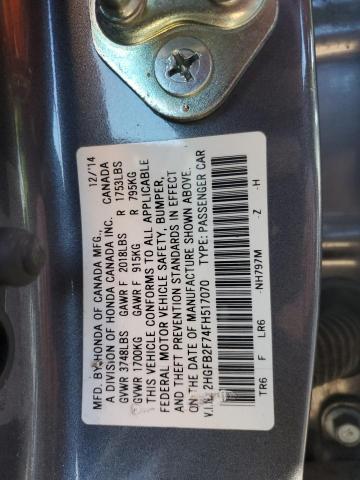 MFD. BY HONDA OF CANADA MFG., 12/14
A DIVISION OF HONDA CANADA INC. CANADA
GVWR 3748LBS GAWR F 2018LBS R 1753LBS
GVWR 1700KG GAWR F 915KG R 795KG
THIS VEHICLE CONFORMS TO ALL APPLICABLE
FEDERAL MOTOR VEHICLE SAFETY, BUMPER,
AND THEFT PREVENTION STANDARDS IN EFFECT
ON THE DATE OF MANUFACTURE SHOWN ABOVE.
V.I.N. 2HGFB2F74FH517070 TYPE: PASSENGER CAR
TR6 F LR6 -NH797M -Z -H